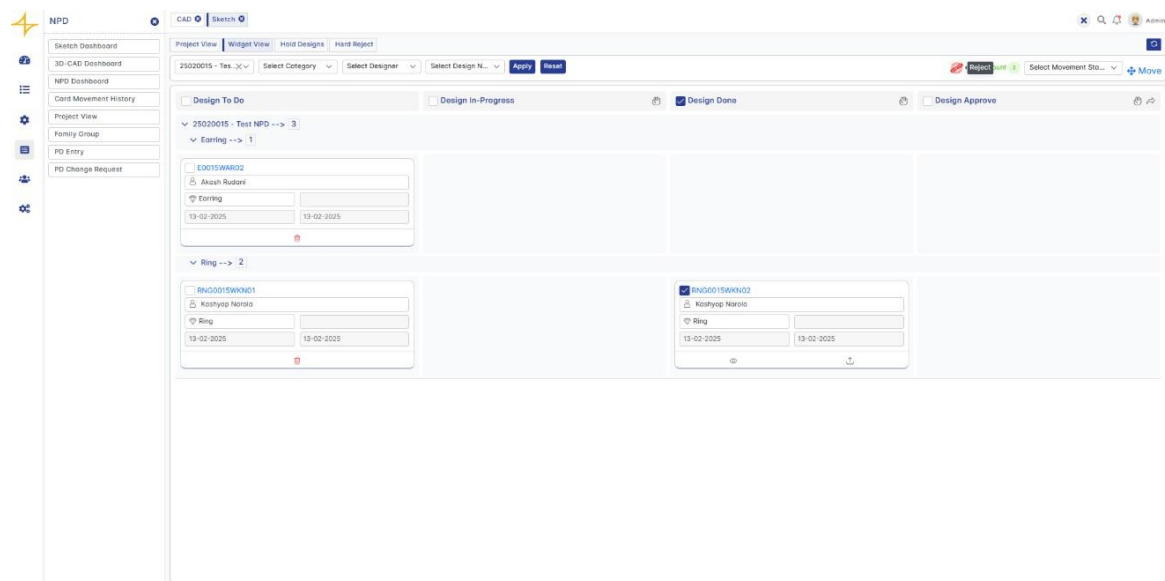 NPD
CAD Sketch
Admin
Sketch Dashboard
3D-CAD Dashboard
NPD Dashboard
Card Movement History
Project View
Family Group
PD Entry
PD Change Request
Project View Widget View Hold Designs Hard Reject
25020015 - Tes... Select Category Select Designer Select Design N... Apply Reset
Reject Select Movement Sta... Move
Design To Do Design In-Progress Design Done Design Approve
25020015 - Test NPD --> 3
Earring --> 1
E0015WAR02
Akash Rudani
Earring
13-02-2025 13-02-2025
Ring --> 2
RNG0015WKN01 RNG0015WKN02
Kashyap Narola Kashyap Narola
Ring Ring
13-02-2025 13-02-2025 13-02-2025 13-02-2025